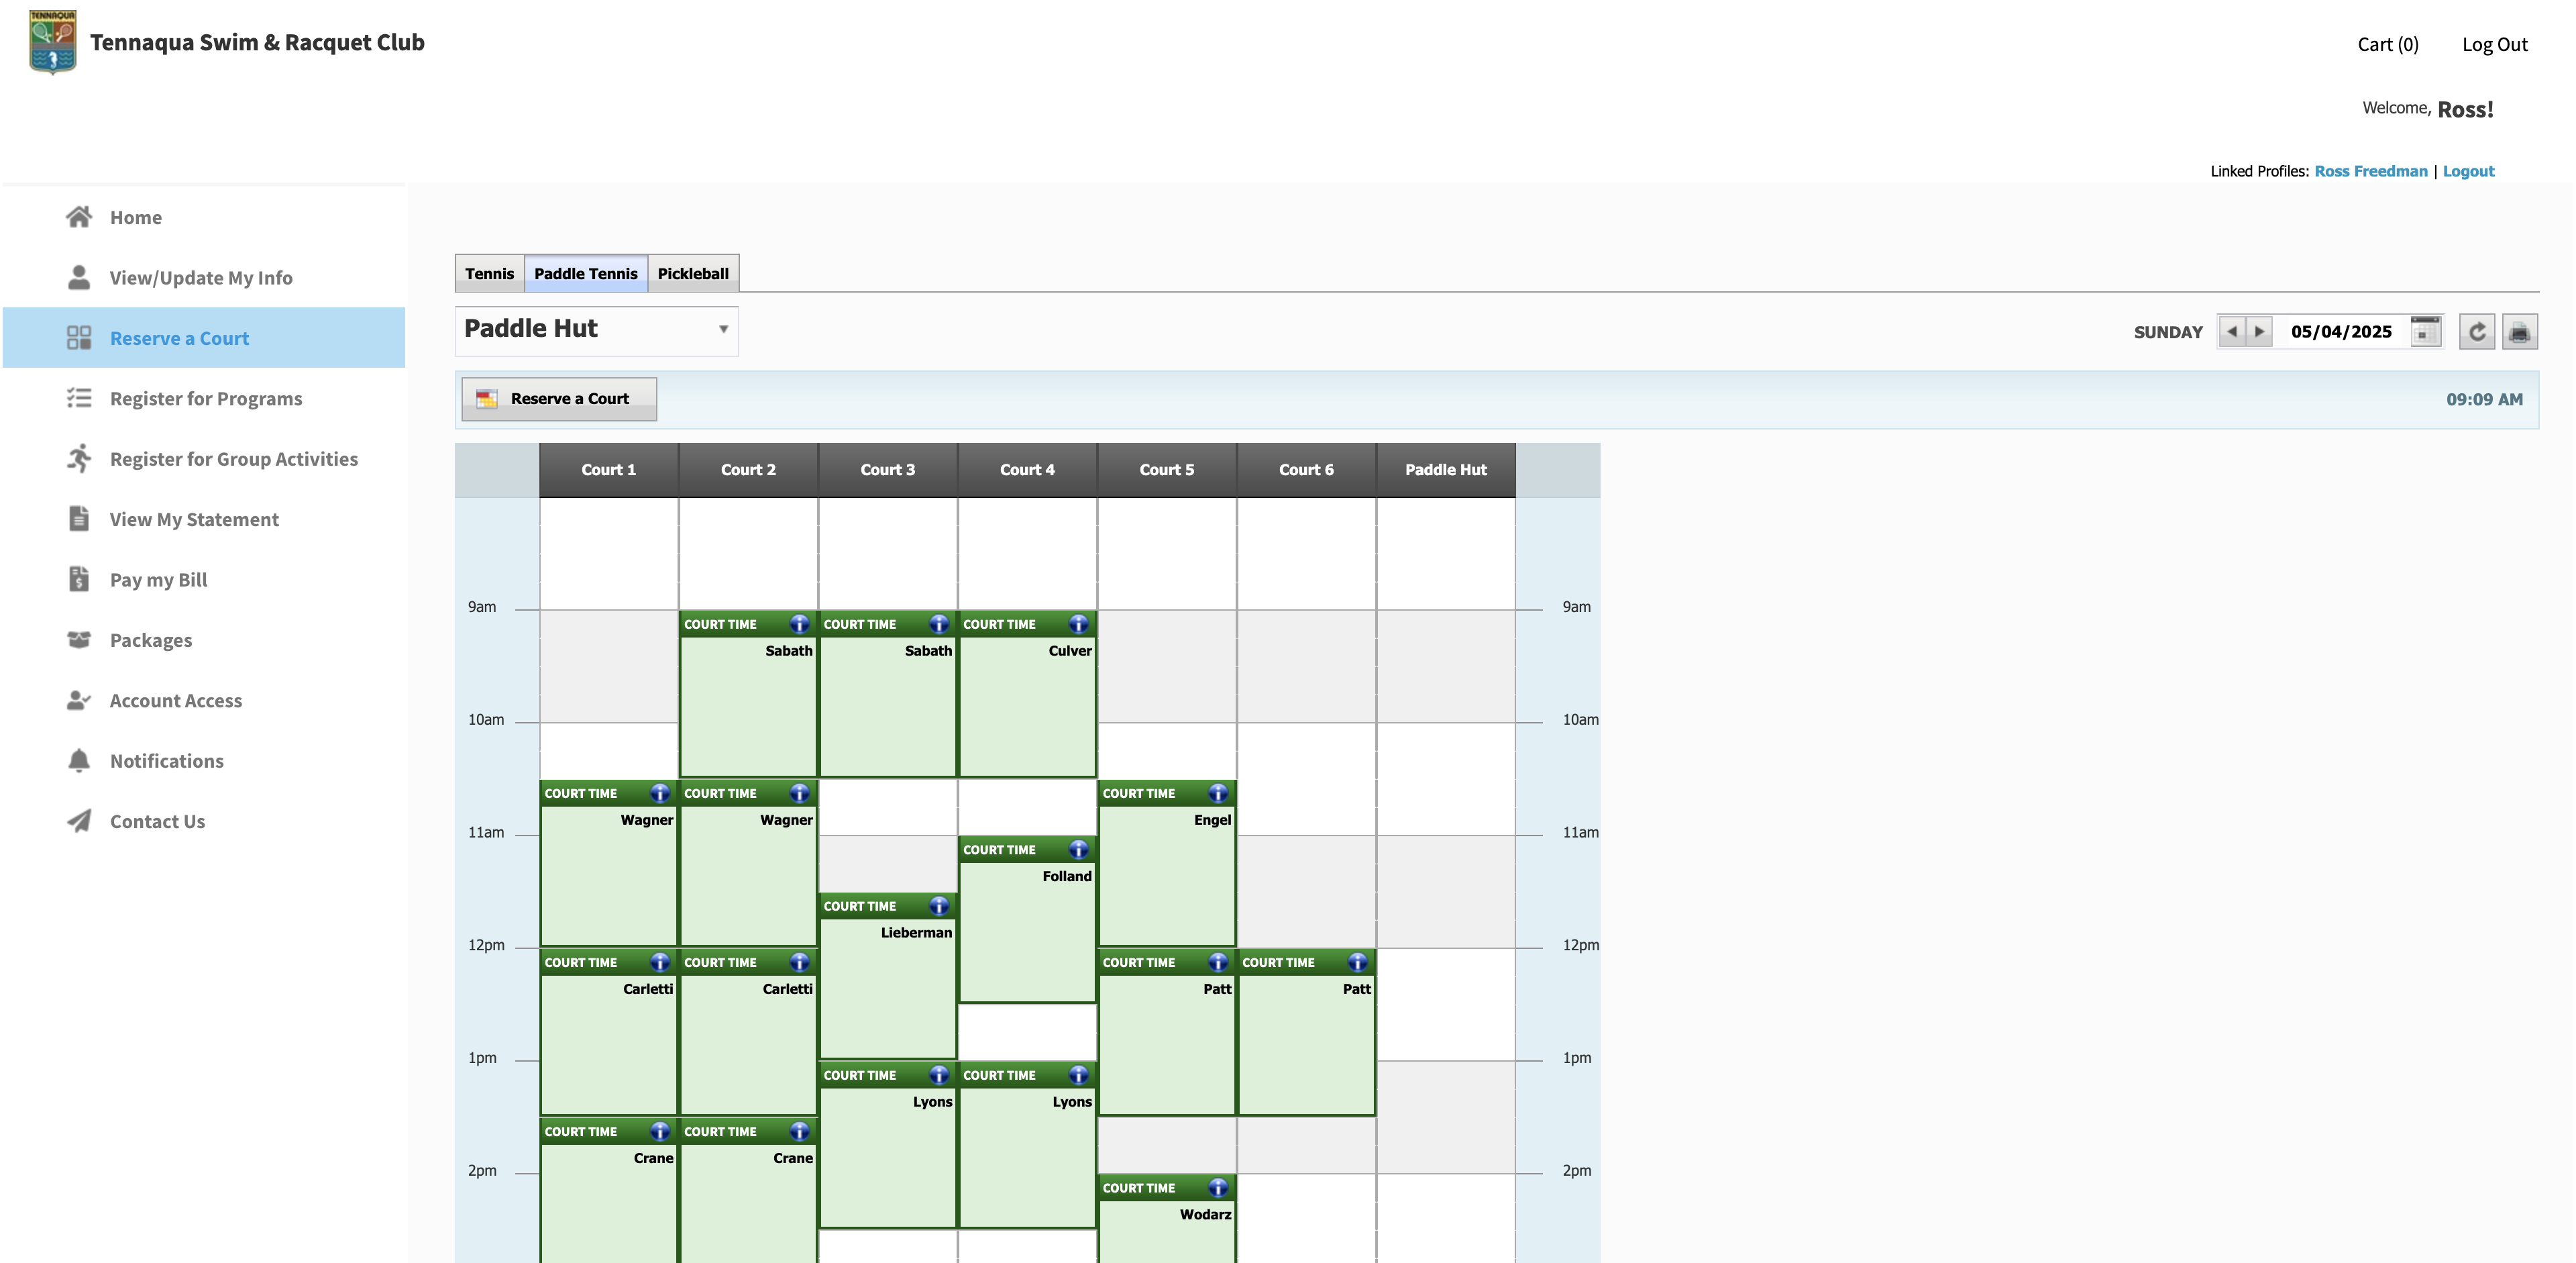 TENNAQUA
Tennaqua Swim & Racquet Club
Cart (0) Log Out
Welcome, Ross!
Linked Profiles: Ross Freedman | Logout
Home
View/Update My Info
Reserve a Court
Register for Programs
Register for Group Activities
View My Statement
Pay my Bill
Packages
Account Access
Notifications
Contact Us
Tennis Paddle Tennis Pickleball
Paddle Hut
SUNDAY 05/04/2025
Reserve a Court 09:09 AM
Court 1 Court 2 Court 3 Court 4 Court 5 Court 6 Paddle Hut
9am 9am
COURT TIME COURT TIME COURT TIME
Sabath Sabath Culver
10am 10am
COURT TIME COURT TIME COURT TIME
Wagner Wagner Engel
11am 11am
COURT TIME
Folland
COURT TIME
Lieberman
12pm 12pm
COURT TIME COURT TIME COURT TIME COURT TIME
Carletti Carletti Patt Patt
1pm 1pm
COURT TIME COURT TIME
Lyons Lyons
COURT TIME COURT TIME
Crane Crane
2pm 2pm
COURT TIME
Wodarz